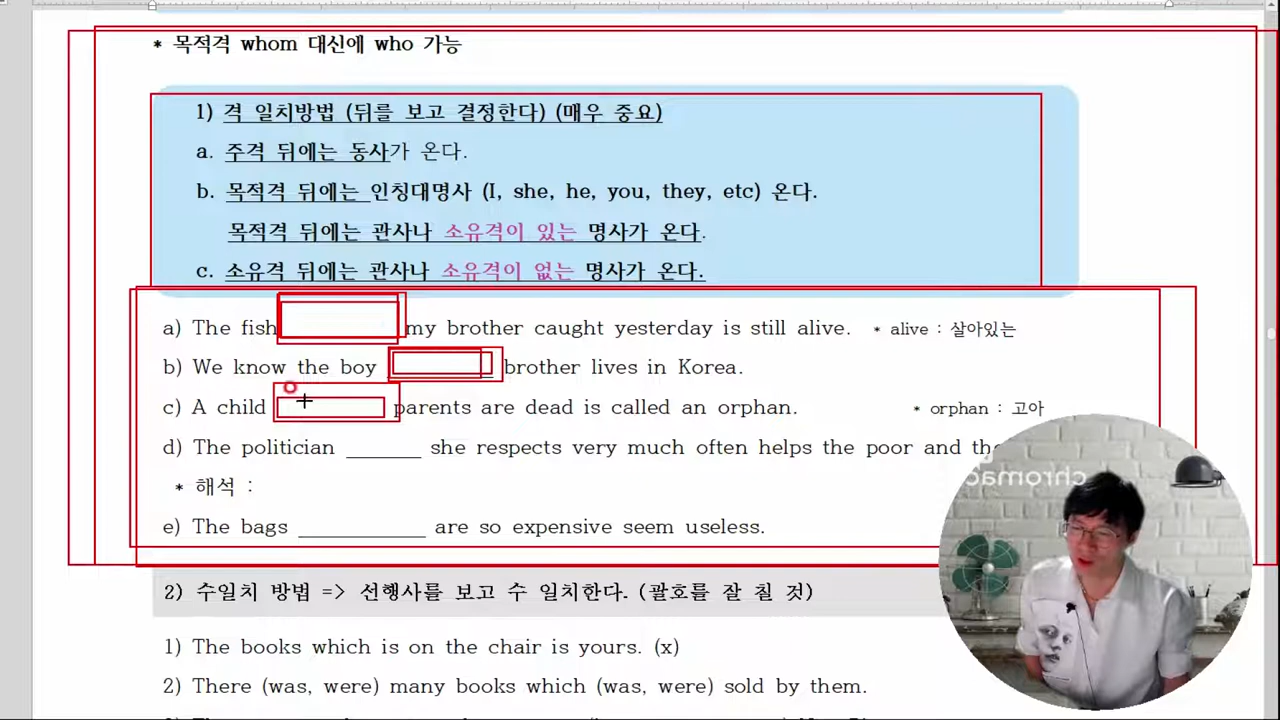 * 목적격 whom 대신에 who 가능
1) 격 일치방법 (뒤를 보고 결정한다) (매우 중요)
a. 주격 뒤에는 동사가 온다.
b. 목적격 뒤에는 인칭대명사 (I, she, he, you, they, etc) 온다.
목적격 뒤에는 관사나 소유격이 있는 명사가 온다.
c. 소유격 뒤에는 관사나 소유격이 없는 명사가 온다.
a) The fish my brother caught yesterday is still alive. * alive : 살아있는
b) We know the boy brother lives in Korea.
c) A child parents are dead is called an orphan. * orphan : 고아
d) The politician ______ she respects very much often helps the poor and the
* 해석 :
e) The bags __________ are so expensive seem useless.
2) 수일치 방법 => 선행사를 보고 수 일치한다. (괄호를 잘 칠 것)
1) The books which is on the chair is yours. (x)
2) There (was, were) many books which (was, were) sold by them.